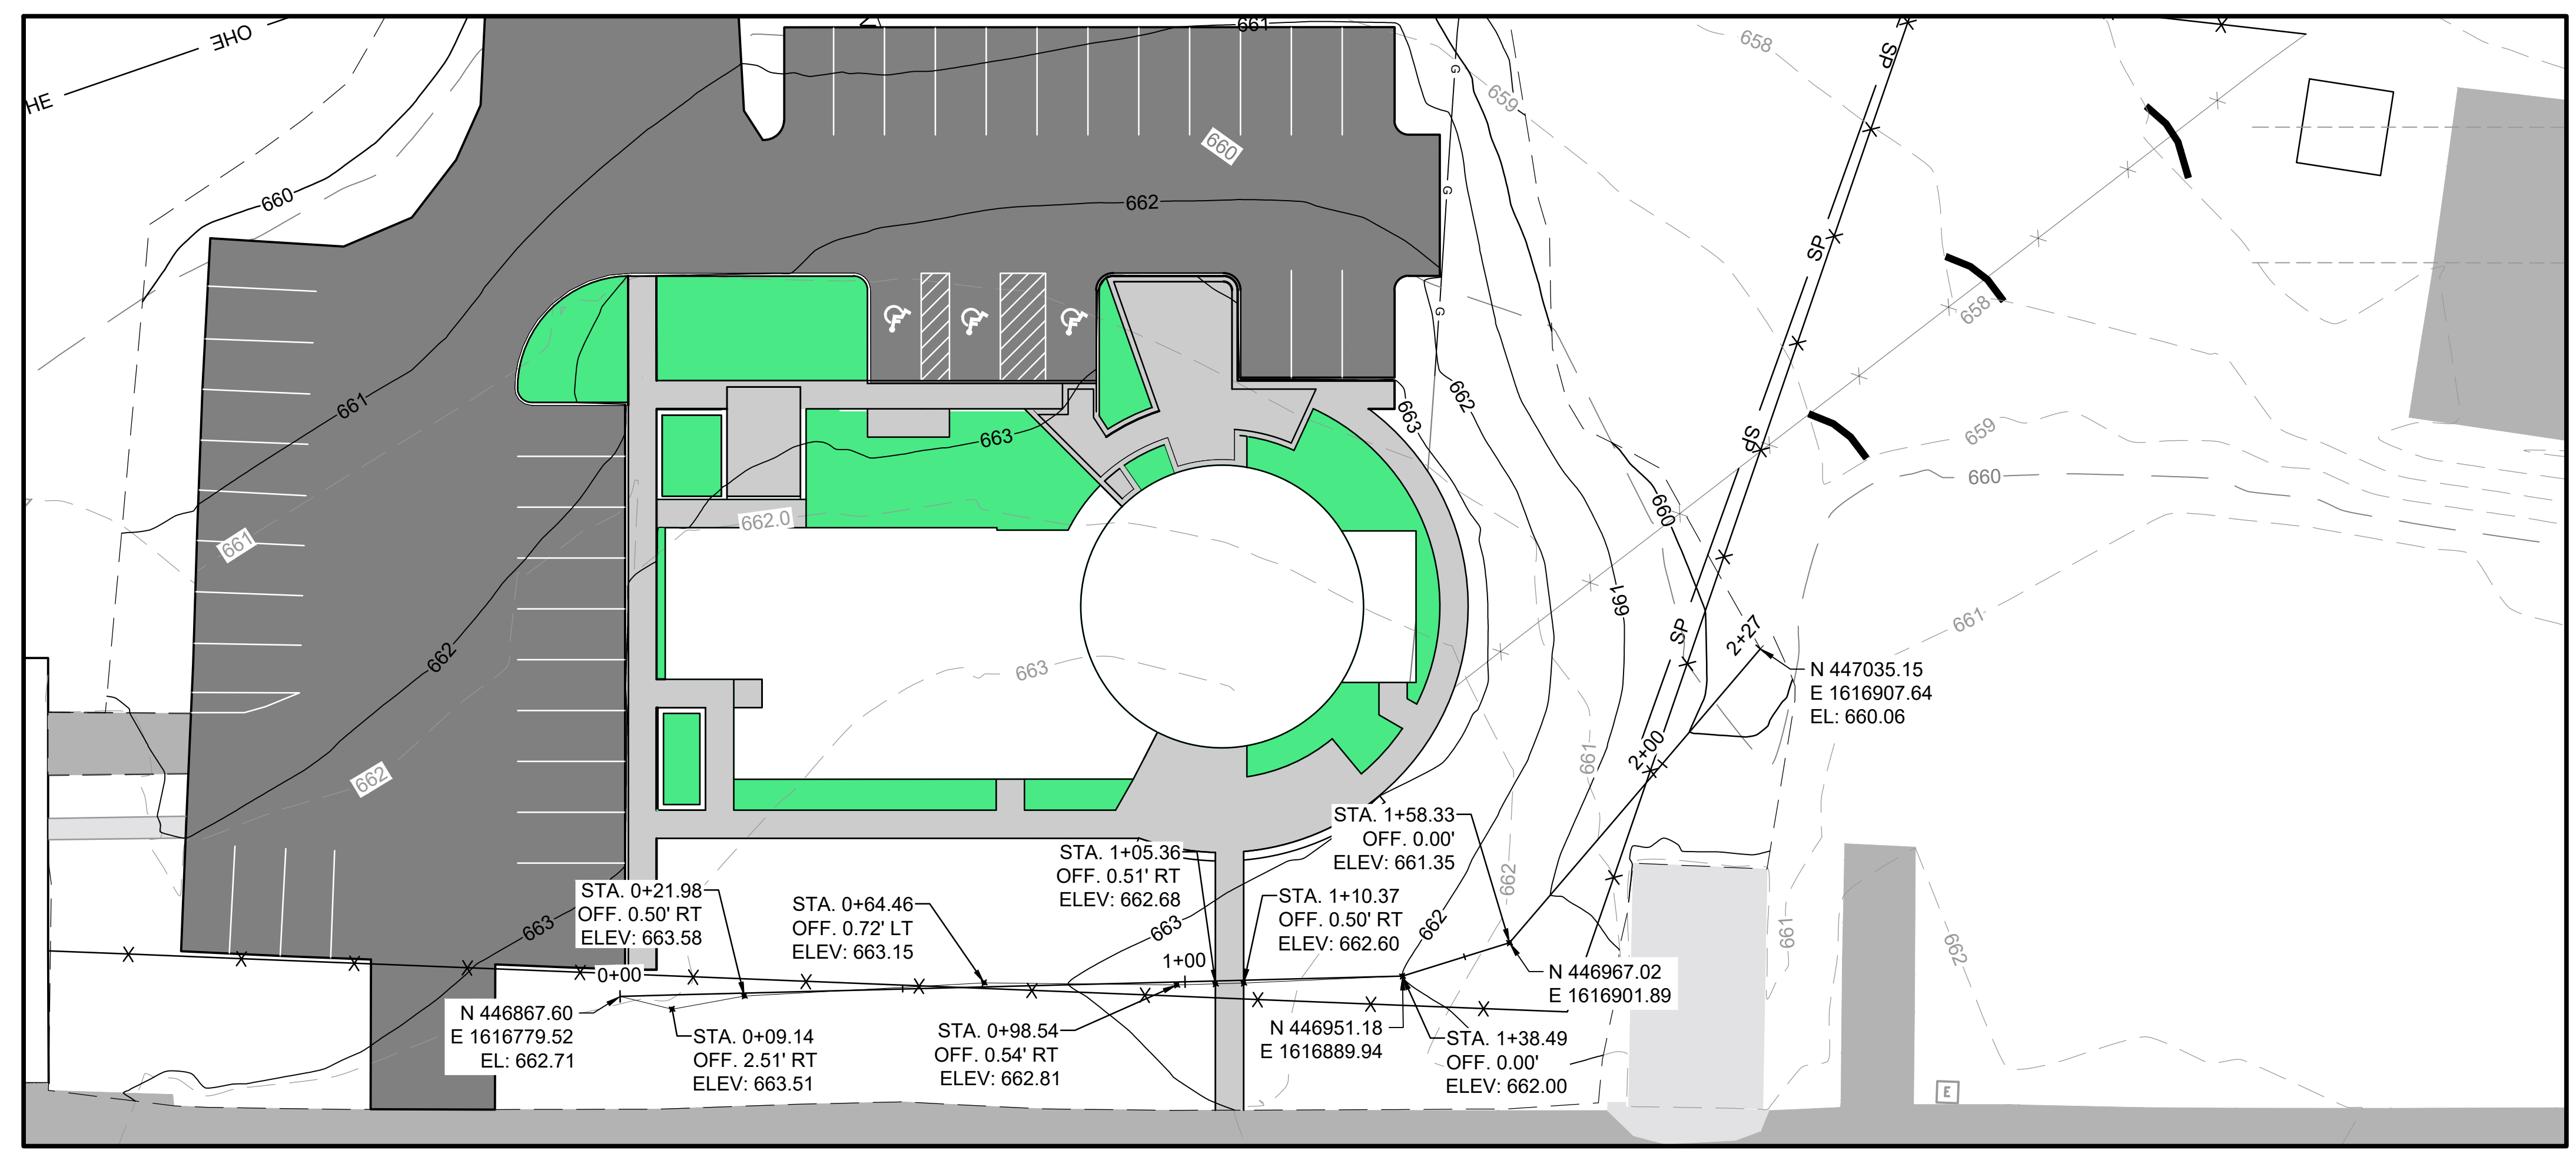 OHE
HE
661
658
659
SP
660
660
662
SP
658
661
662
663
663
SP
659
660
661
662.0
660
661
661
662
663
SP
2+27
N 447035.15
E 1616907.64
EL: 660.06
662
661
2+00
STA. 1+58.33
OFF. 0.00'
ELEV: 661.35
STA. 1+05.36
OFF. 0.51' RT
ELEV: 662.68
STA. 0+21.98
OFF. 0.50' RT
ELEV: 663.58
STA. 0+64.46
OFF. 0.72' LT
ELEV: 663.15
STA. 1+10.37
OFF. 0.50' RT
ELEV: 662.60
662
663
663
662
661
662
0+00
1+00
N 446967.02
E 1616901.89
N 446867.60
E 1616779.52
EL: 662.71
STA. 0+09.14
OFF. 2.51' RT
ELEV: 663.51
STA. 0+98.54
OFF. 0.54' RT
ELEV: 662.81
N 446951.18
E 1616889.94
STA. 1+38.49
OFF. 0.00'
ELEV: 662.00
G
G
G
E